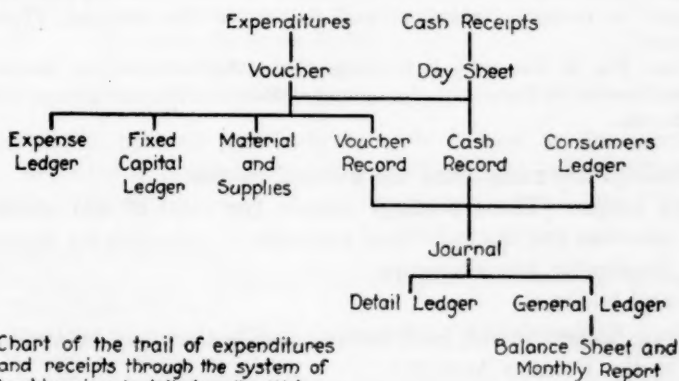 Expenditures
Cash Receipts
Voucher
Day Sheet
Expense
Ledger
Fixed
Capital
Ledger
Material
and
Supplies
Voucher
Record
Cash
Record
Consumers
Ledger
Journal
Detail Ledger
General Ledger
Balance Sheet and
Monthly Report
Chart of the trail of expenditures
and receipts through the system of